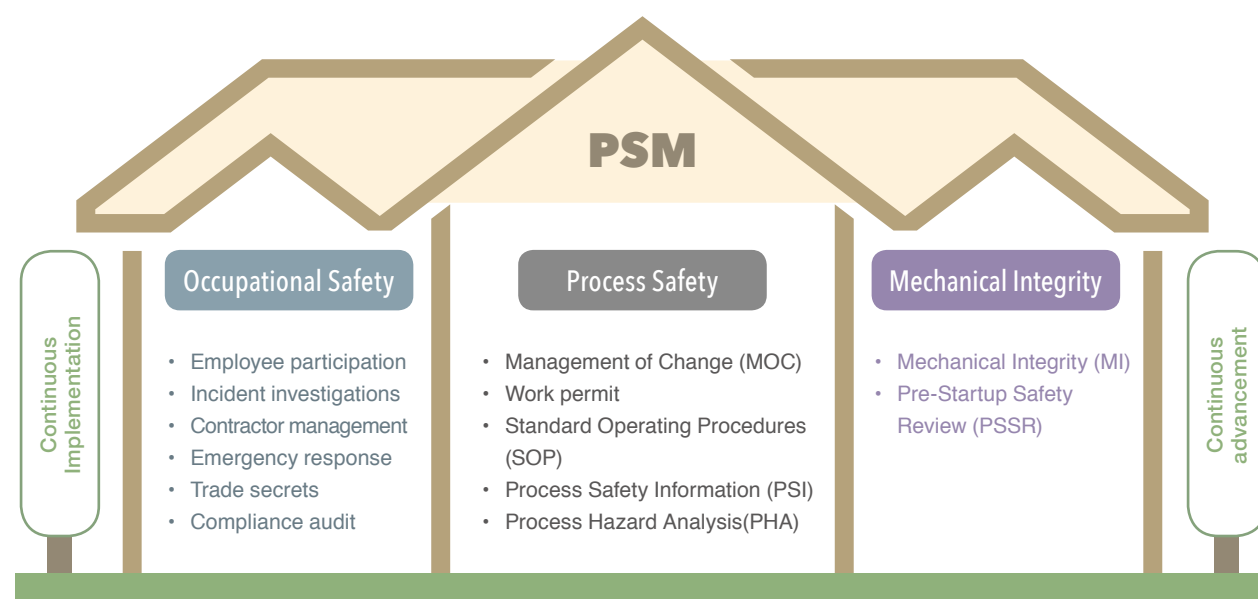 PSM
Continuous
Implementation
Occupational Safety
• Employee participation
• Incident investigations
• Contractor management
• Emergency response
• Trade secrets
• Compliance audit
Process Safety
• Management of Change (MOC)
• Work permit
• Standard Operating Procedures
(SOP)
• Process Safety Information (PSI)
• Process Hazard Analysis(PHA)
Mechanical Integrity
• Mechanical Integrity (MI)
• Pre-Startup Safety
Review (PSSR)
Continuous
advancement